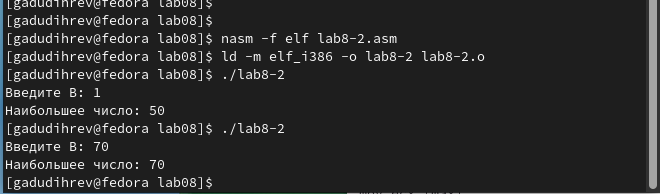 [gadudihrev@fedora lab08]$
[gadudihrev@fedora lab08]$
[gadudihrev@fedora lab08]$ nasm -f elf lab8-2.asm
[gadudihrev@fedora lab08]$ ld -m elf_i386 -o lab8-2 lab8-2.o
[gadudihrev@fedora lab08]$ ./lab8-2
Введите B: 1
Наибольшее число: 50
[gadudihrev@fedora lab08]$ ./lab8-2
Введите B: 70
Наибольшее число: 70
[gadudihrev@fedora lab08]$